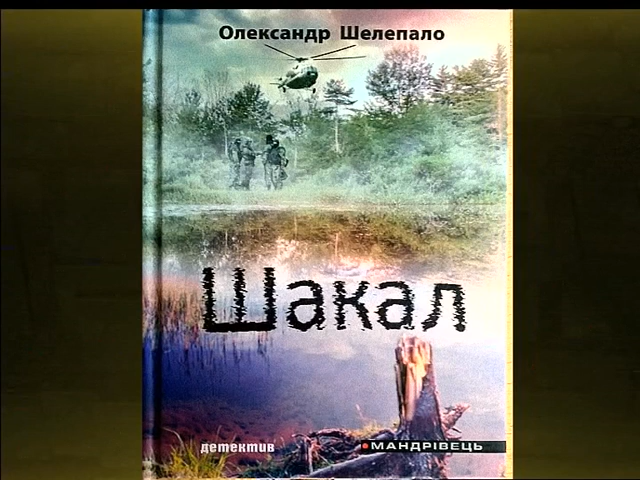 Олександр Шелепало
Шакал
детектив
МАНДРІВЕЦЬ